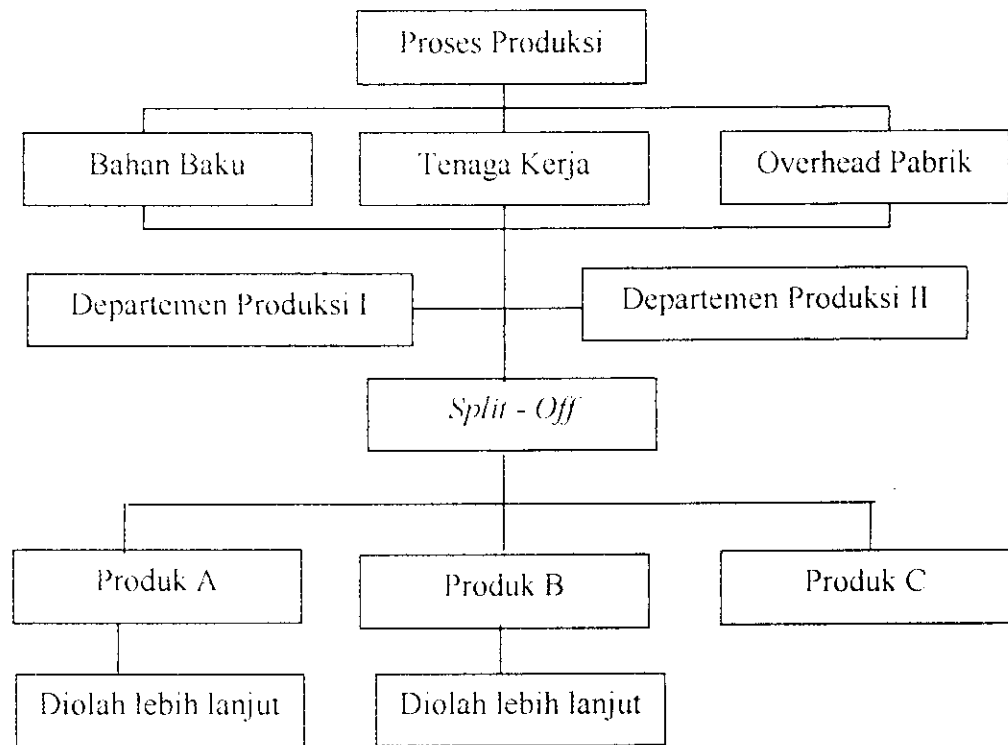 Proses Produksi
Bahan Baku
Tenaga Kerja
Overhead Pabrik
Departemen Produksi I
Departemen Produksi II
Split - Off
Produk A
Produk B
Produk C
Diolah lebih lanjut
Diolah lebih lanjut